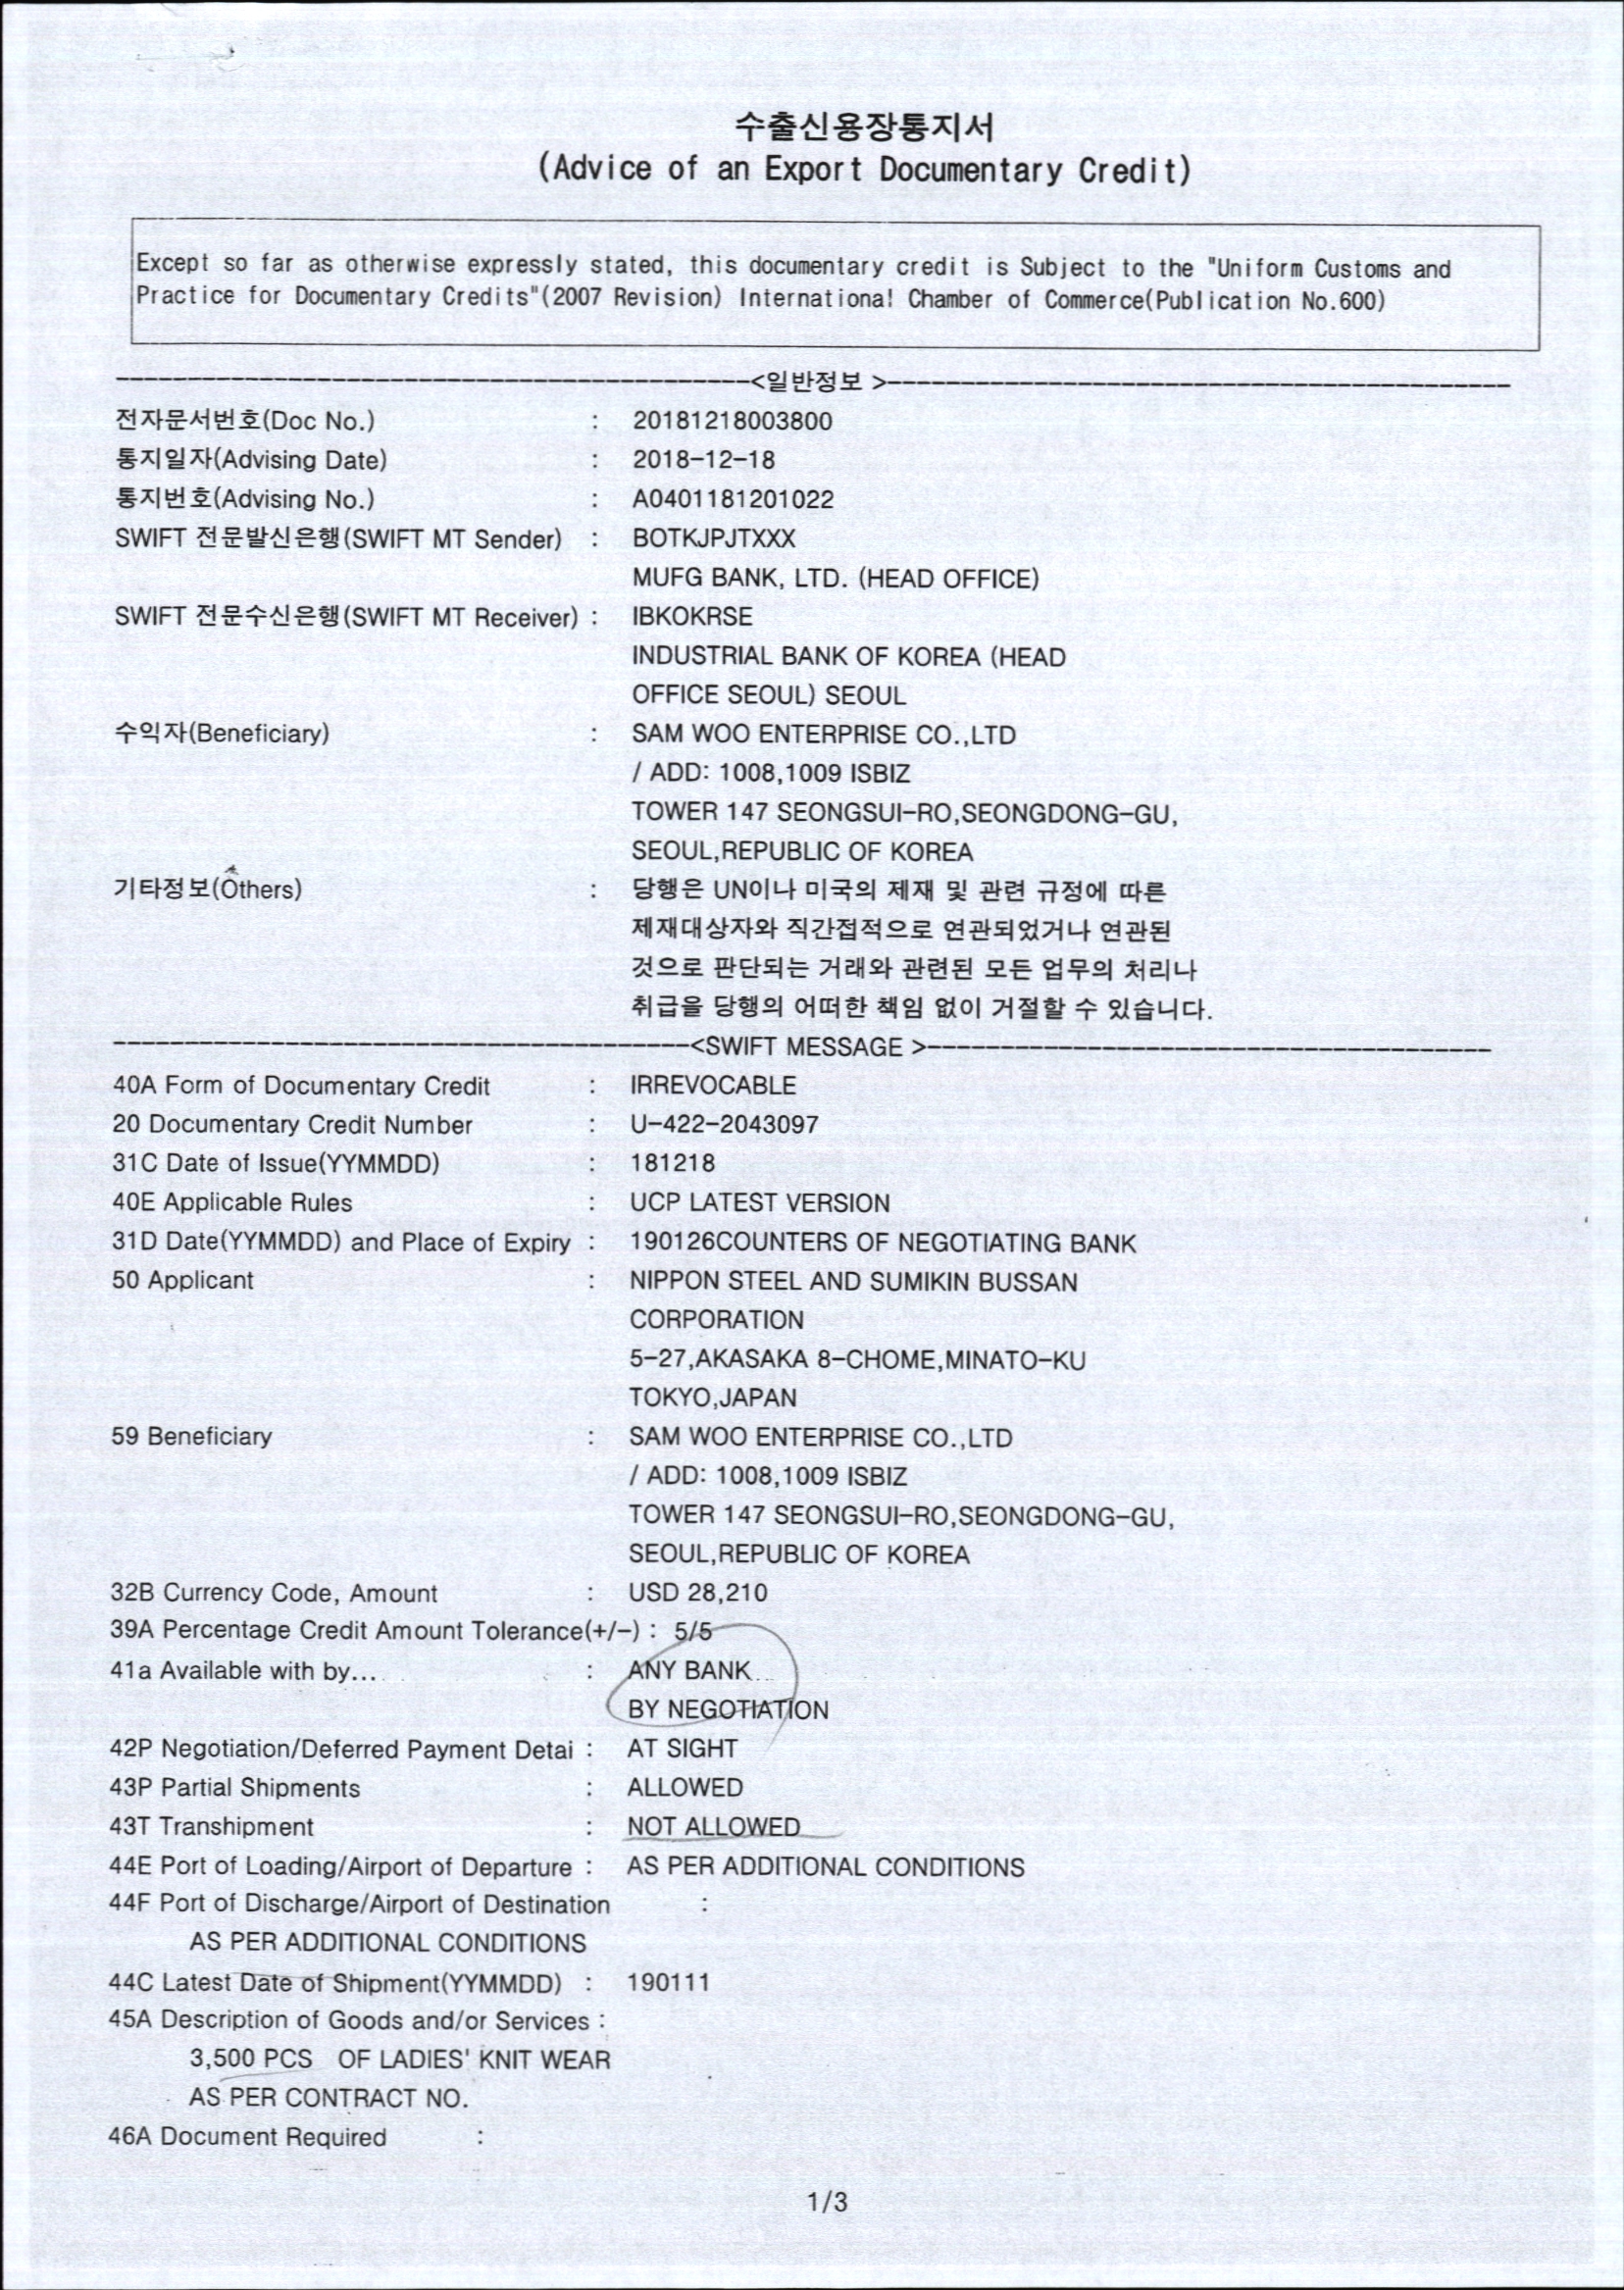 수출신용장통지서
(Advice of an Export Documentary Credit)
Except so far as otherwise expressly stated, this documentary credit is Subject to the "Uniform Customs and
Practice for Documentary Credits"(2007 Revision) International Chamber of Commerce(Publication No.600)
<일반정보 >
전자문서번호(Doc No.) : 20181218003800
통지일자(Advising Date) : 2018-12-18
통지번호(Advising No.) : A0401181201022
SWIFT 전문발신은행(SWIFT MT Sender) : BOTKJPJTXXX
MUFG BANK, LTD. (HEAD OFFICE)
SWIFT 전문수신은행(SWIFT MT Receiver) : IBKOKRSE
INDUSTRIAL BANK OF KOREA (HEAD
OFFICE SEOUL) SEOUL
수익자(Beneficiary) : SAM WOO ENTERPRISE CO.,LTD
/ ADD: 1008,1009 ISBIZ
TOWER 147 SEONGSUI-RO,SEONGDONG-GU,
SEOUL,REPUBLIC OF KOREA
기타정보(Others) : 당행은 UN이나 미국의 제재 및 관련 규정에 따른
제재대상자와 직간접적으로 연관되었거나 연관된
것으로 판단되는 거래와 관련된 모든 업무의 처리나
취급을 당행의 어떠한 책임 없이 거절할 수 있습니다.
<SWIFT MESSAGE >
40A Form of Documentary Credit : IRREVOCABLE
20 Documentary Credit Number : U-422-2043097
31C Date of Issue(YYMMDD) : 181218
40E Applicable Rules : UCP LATEST VERSION
31D Date(YYMMDD) and Place of Expiry : 190126COUNTERS OF NEGOTIATING BANK
50 Applicant : NIPPON STEEL AND SUMIKIN BUSSAN
CORPORATION
5-27,AKASAKA 8-CHOME,MINATO-KU
TOKYO,JAPAN
59 Beneficiary : SAM WOO ENTERPRISE CO.,LTD
/ ADD: 1008,1009 ISBIZ
TOWER 147 SEONGSUI-RO,SEONGDONG-GU,
SEOUL,REPUBLIC OF KOREA
32B Currency Code, Amount : USD 28,210
39A Percentage Credit Amount Tolerance(+/-) : 5/5
41a Available with by... : ANY BANK
BY NEGOTIATION
42P Negotiation/Deferred Payment Detai : AT SIGHT
43P Partial Shipments : ALLOWED
43T Transhipment : NOT ALLOWED
44E Port of Loading/Airport of Departure : AS PER ADDITIONAL CONDITIONS
44F Port of Discharge/Airport of Destination :
AS PER ADDITIONAL CONDITIONS
44C Latest Date of Shipment(YYMMDD) : 190111
45A Description of Goods and/or Services :
3,500 PCS OF LADIES' KNIT WEAR
AS PER CONTRACT NO.
46A Document Required :
1/3